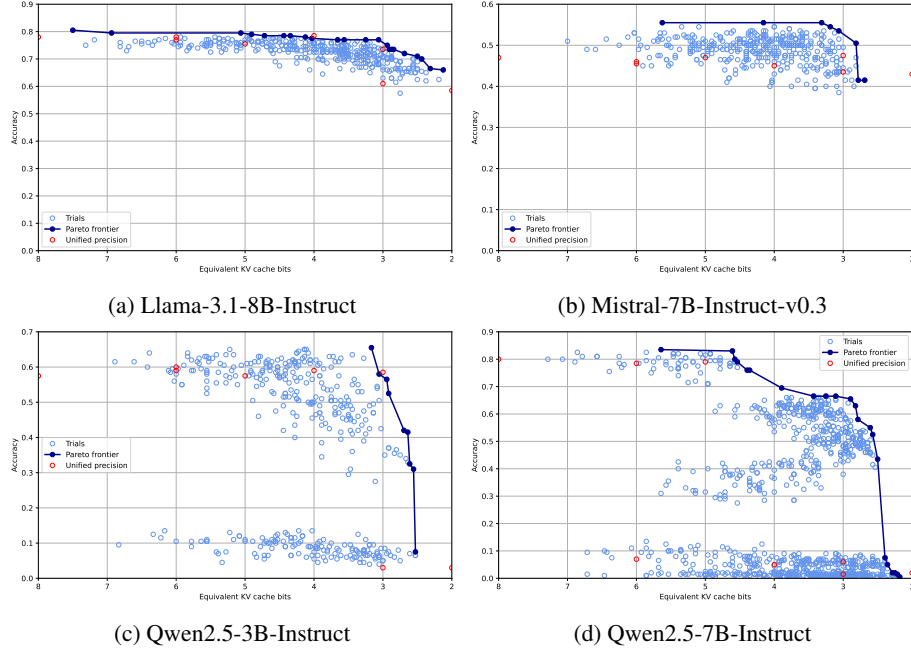 0.9
0.8
0.7
0.6
0.5
0.4
0.3
0.2
0.1
0.0
Accuracy
Trials
Pareto frontier
Unified precision
8 7 6 5 4 3 2
Equivalent KV cache bits
(a) Llama-3.1-8B-Instruct
0.6
0.5
0.4
0.3
0.2
0.1
0.0
Accuracy
Trials
Pareto frontier
Unified precision
8 7 6 5 4 3 2
Equivalent KV cache bits
(b) Mistral-7B-Instruct-v0.3
0.7
0.6
0.5
0.4
0.3
0.2
0.1
0.0
Accuracy
Trials
Pareto frontier
Unified precision
8 7 6 5 4 3 2
Equivalent KV cache bits
(c) Qwen2.5-3B-Instruct
0.9
0.8
0.7
0.6
0.5
0.4
0.3
0.2
0.1
0.0
Accuracy
Trials
Pareto frontier
Unified precision
8 7 6 5 4 3 2
Equivalent KV cache bits
(d) Qwen2.5-7B-Instruct